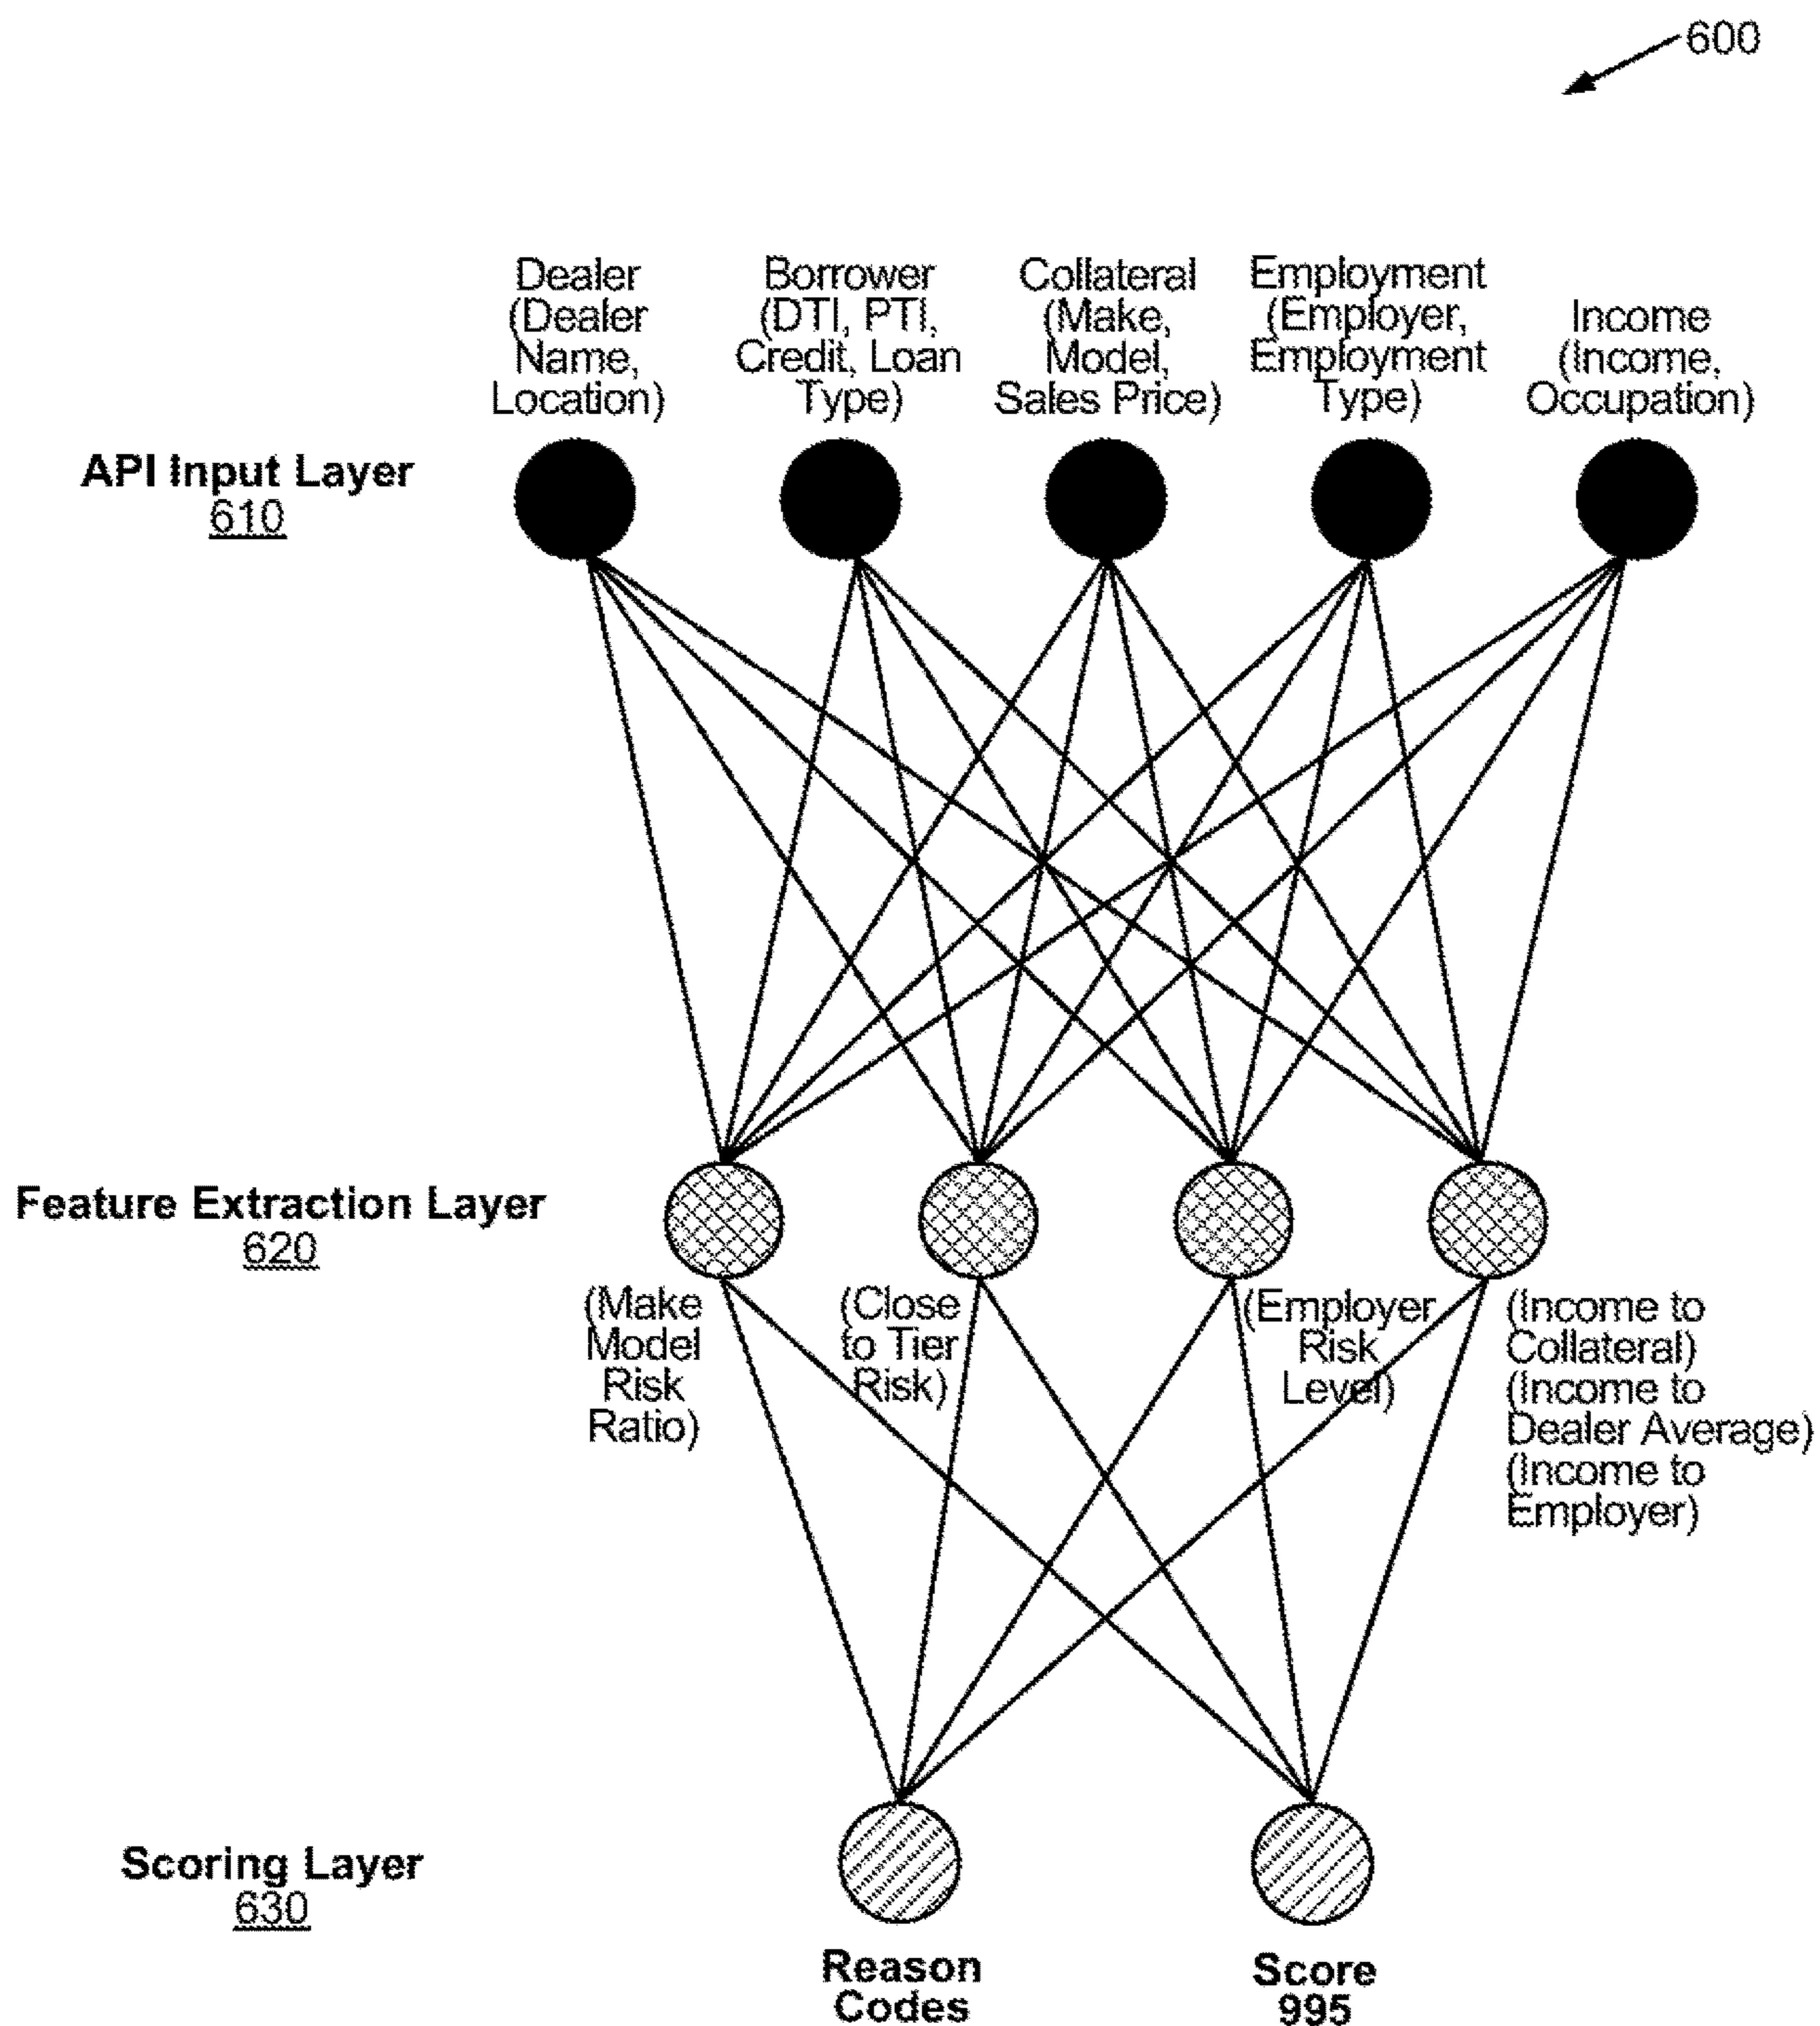 600
Dealer
(Dealer
Name,
Location)
Borrower
(DTI, PTI,
Credit, Loan
Type)
Collateral
(Make,
Model,
Sales Price)
Employment
(Employer,
Employment
Type)
Income
(Income,
Occupation)
API Input Layer
610
Feature Extraction Layer
620
(Make
Model
Risk
Ratio)
(Close
to Tier
Risk)
(Employer
Risk
Level)
(Income to
Collateral)
(Income to
Dealer Average)
(Income to
Employer)
Scoring Layer
630
Reason
Codes
Score
995